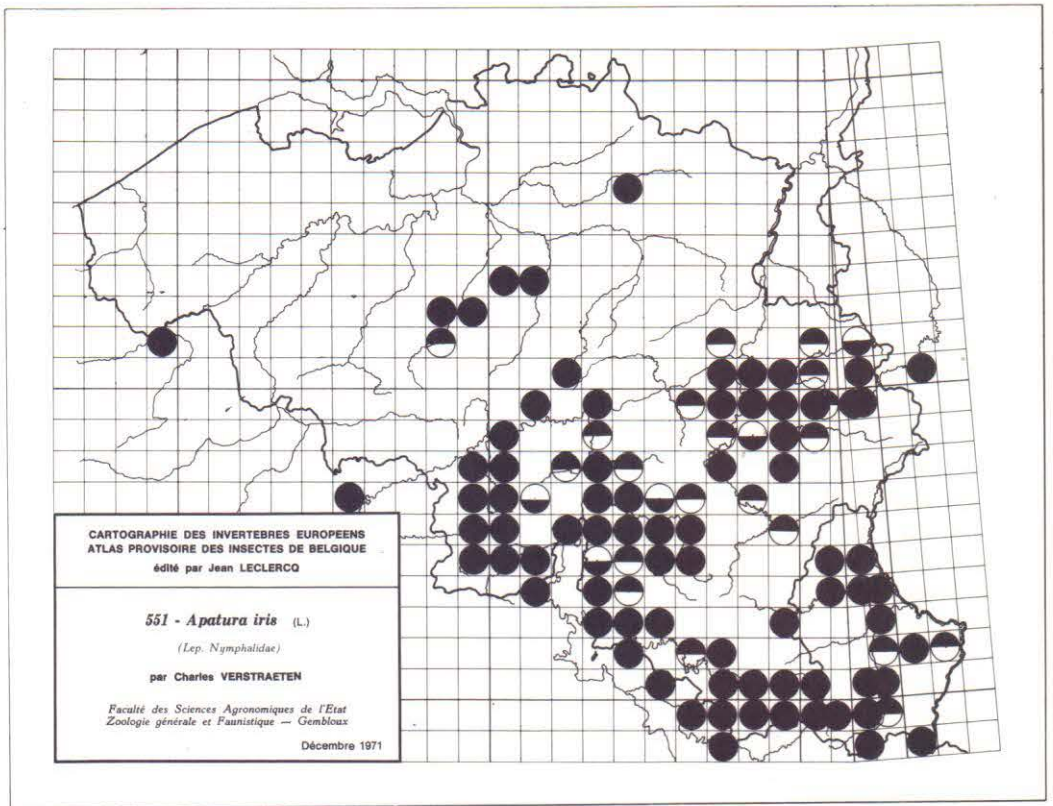 CARTOGRAPHIE DES INVERTEBRES EUROPEENS
ATLAS PROVISOIRE DES INSECTES DE BELGIQUE
édité par Jean LECLERCQ
551 - Apatura iris (L.)
(Lep. Nymphalidae)
par Charles VERSTRAETEN
Faculté des Sciences Agronomiques de l'Etat
Zoologie générale et Faunistique — Gembloux
Décembre 1971